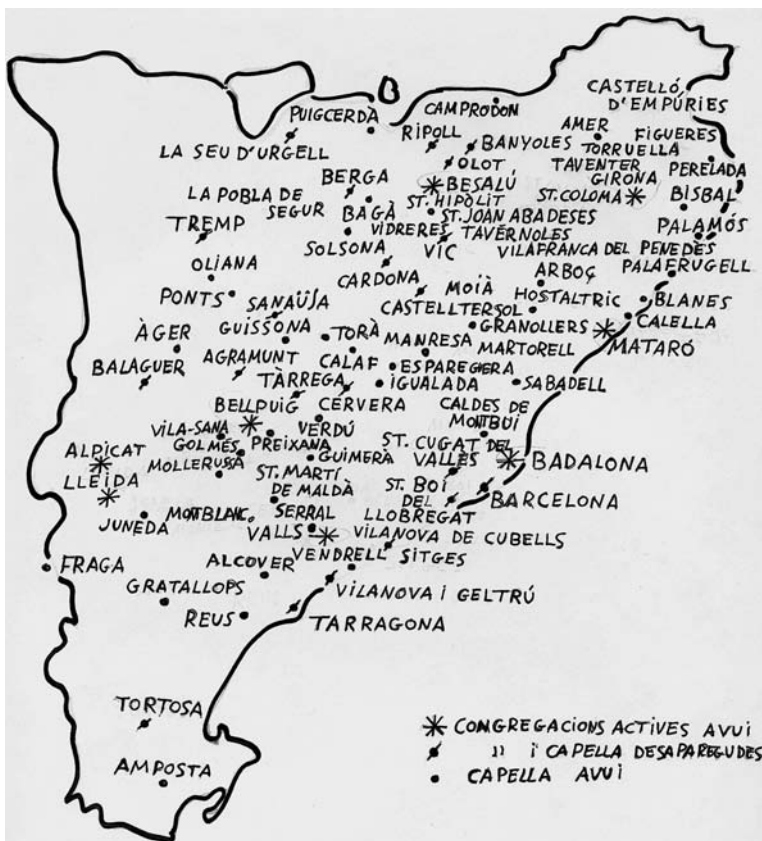 CASTELLÓ
D'EMPÚRIES
PUIGCERDÀ
CAMPRODON
RIPOLL
BANYOLES
AMER
FIGUERES
LA SEU D'URGELL
OLOT
TORRUELLA
TAVENTER
PERELADA
BERGA
BESALÚ
GIRONA
LA POBLA DE
SEGUR
ST. HIPÒLIT
ST. COLOMA
BISBAL
BAGÀ
ST. JOAN ABADESES
TREMP
VIDRERES
TAVÉRNOLES
PALAMÓS
SOLSONA
VIC
VILAFRANCA DEL PENEDÈS
OLIANA
CARDONA
MOIÀ
ARBOÇ
PALAFRUGELL
PONTS
SANAÜJA
CASTELLTERSOL
HOSTALTRIC
BLANES
ÀGER
GUISSONA
TORÀ
MANRESA
GRANOLLERS
CALELLA
BALAGUER
AGRAMUNT
CALAF
MARTORELL
MATARÓ
ESPAREGUERA
TÀRREGA
IGUALADA
SABADELL
BELLPUIG
CERVERA
CALDES DE
MONTBUI
VILA-SANA
VERDÚ
ALPICAT
GOLMÉS
PREIXANA
ST. CUGAT DEL
VALLÈS
BADALONA
LLEIDA
MOLLERUSSA
GUIMERÀ
ST. MARTÍ
DE MALDÀ
ST. BOI
DEL
LLOBREGAT
BARCELONA
JUNEDA
MONTBLANC
SERRAL
VALLS
VILANOVA DE CUBELLS
FRAGA
ALCOVER
VENDRELL
SITGES
GRATALLOPS
VILANOVA I GELTRÚ
REUS
TARRAGONA
TORTOSA
AMPOSTA
CONGREGACIONS ACTIVES AVUI
" I CAPELLA DESAPAREGUDES
CAPELLA AVUI